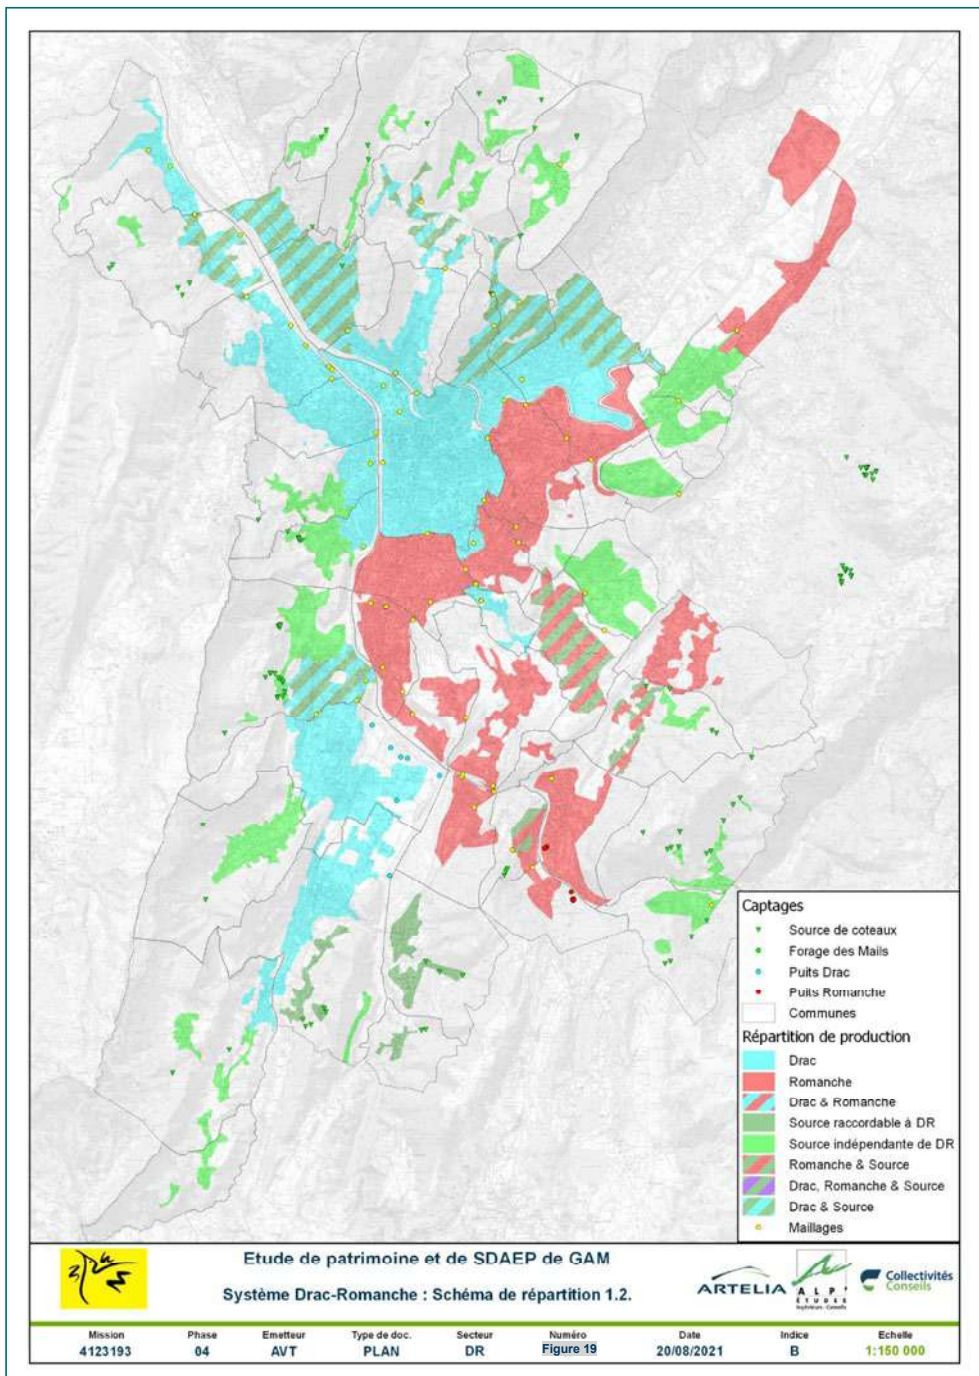 Captages
Source de coteaux
Forage des Mails
Puits Drac
Puits Romanche
Communes
Répartition de production
Drac
Romanche
Drac & Romanche
Source raccordable à DR
Source indépendante de DR
Romanche & Source
Drac, Romanche & Source
Drac & Source
Maillages
Etude de patrimoine et de SDAEP de GAM
Système Drac-Romanche : Schéma de répartition 1.2.
ARTELIA
ALP'
ETUDES
Ingénieurs - Conseils
Collectivités
Conseils
Mission Phase Emetteur Type de doc. Secteur Numéro Date Indice Echelle
4123193 04 AVT PLAN DR Figure 19 20/08/2021 B 1:150 000